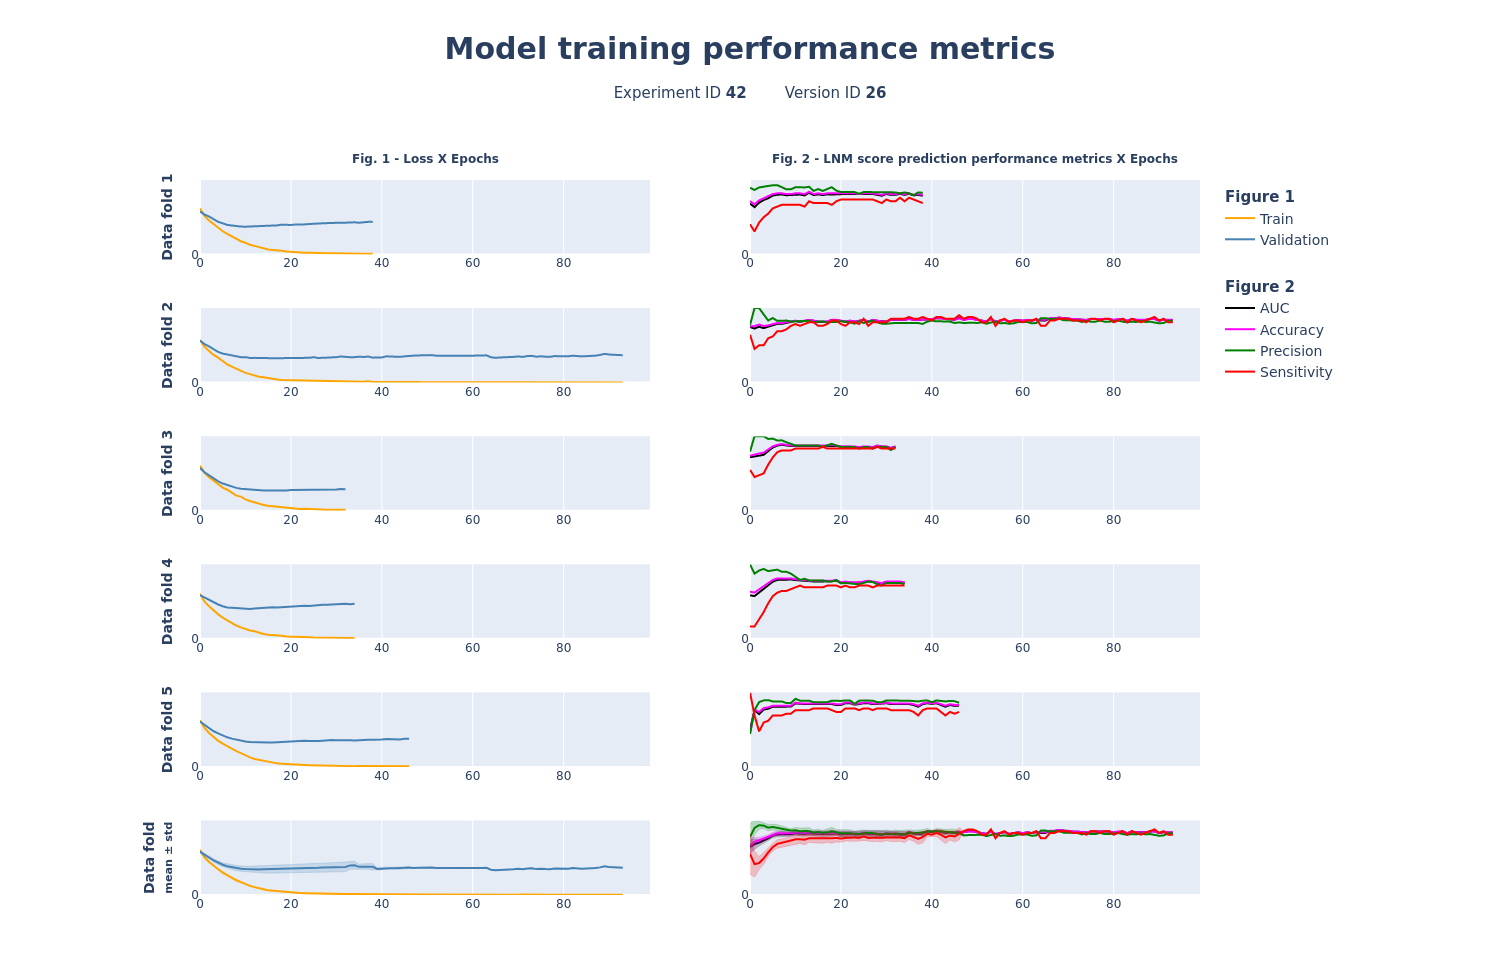 Model training performance metrics
Experiment ID 42 Version ID 26
Fig. 1 - Loss X Epochs
Fig. 2 - LNM score prediction performance metrics X Epochs
Data fold 1
0
0 20 40 60 80
0
0 20 40 60 80
Figure 1
Train
Validation
Figure 2
AUC
Accuracy
Precision
Sensitivity
Data fold 2
0
0 20 40 60 80
0
0 20 40 60 80
Data fold 3
0
0 20 40 60 80
0
0 20 40 60 80
Data fold 4
0
0 20 40 60 80
0
0 20 40 60 80
Data fold 5
0
0 20 40 60 80
0
0 20 40 60 80
Data fold
mean ± std
0
0 20 40 60 80
0
0 20 40 60 80